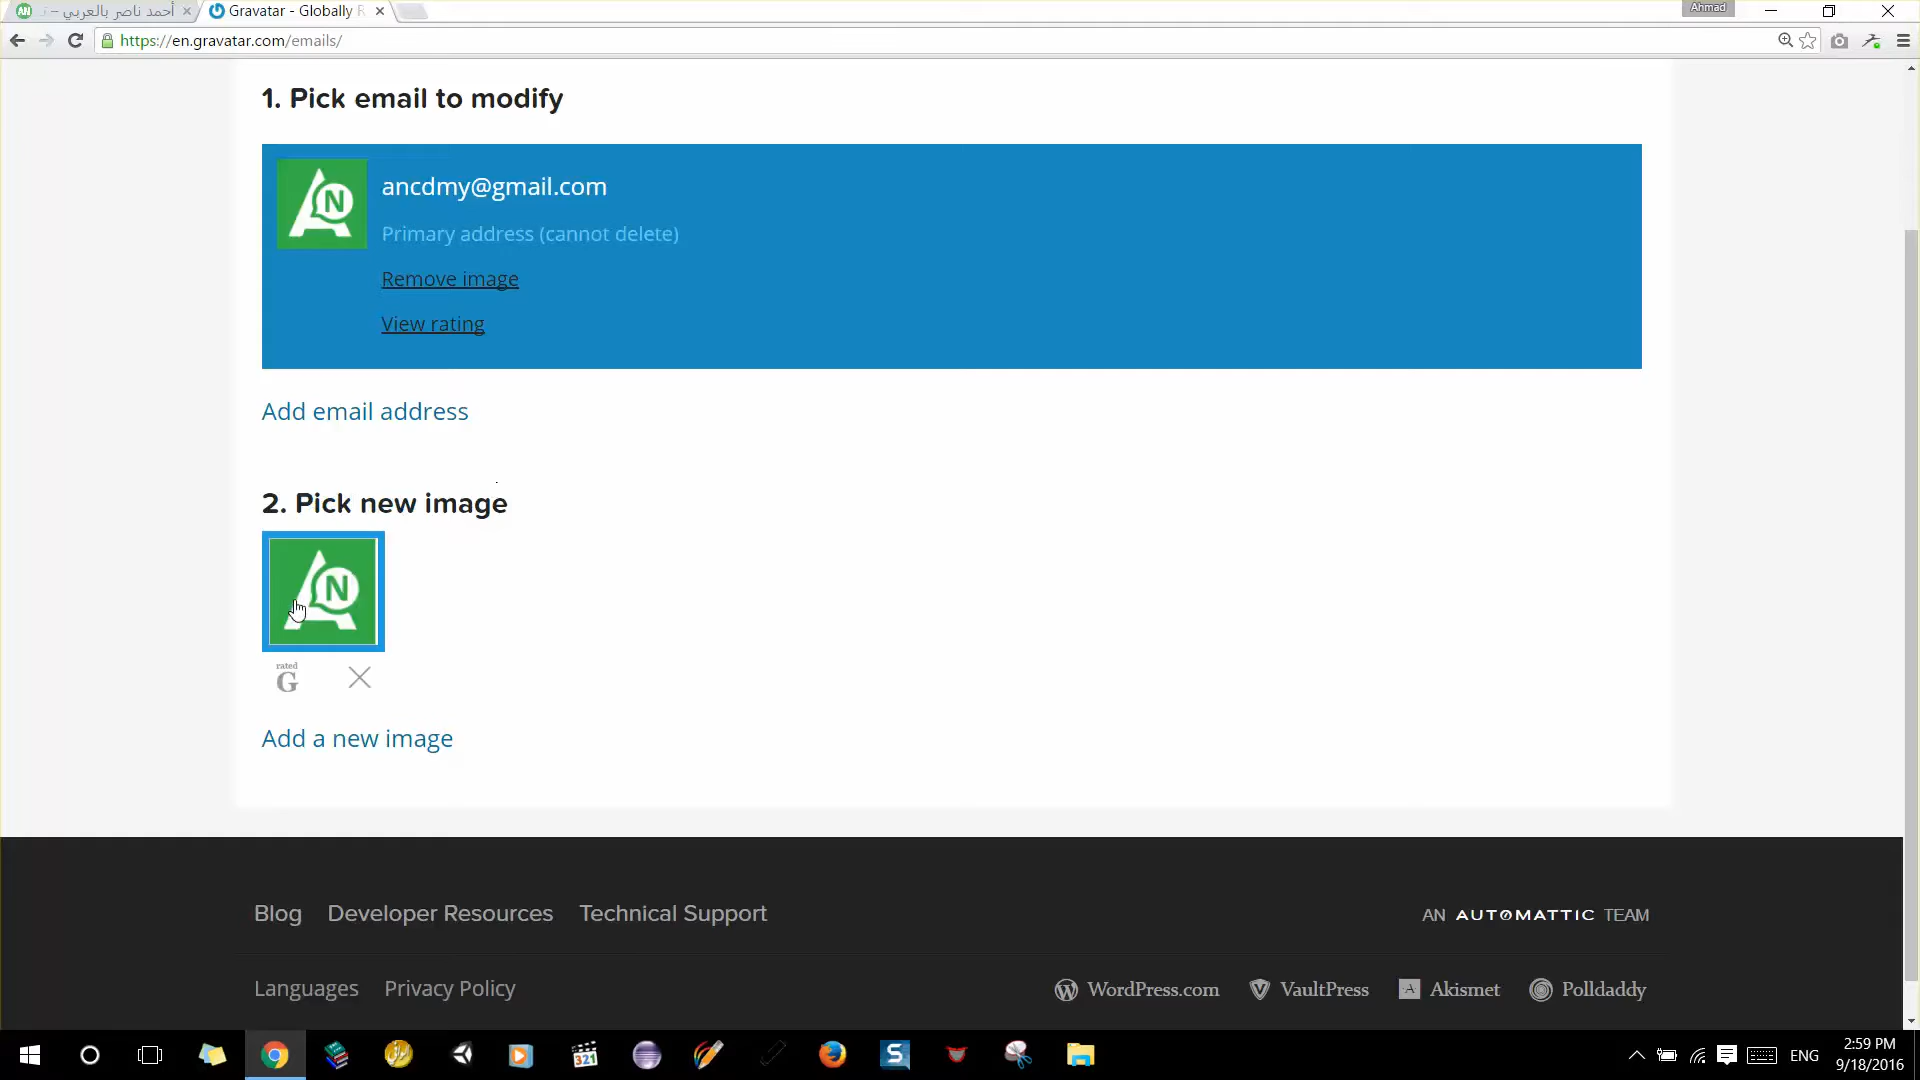 أحمد ناصر بالعربي –
Gravatar - Globally R
Ahmad
https://en.gravatar.com/emails/
1. Pick email to modify
AN
ancdmy@gmail.com
Primary address (cannot delete)
Remove image
View rating
Add email address
2. Pick new image
AN
rated
G
Add a new image
Blog Developer Resources Technical Support
AN AUTOMATTIC TEAM
Languages Privacy Policy
WordPress.com VaultPress Akismet Polldaddy
321
S
ENG
2:59 PM
9/18/2016